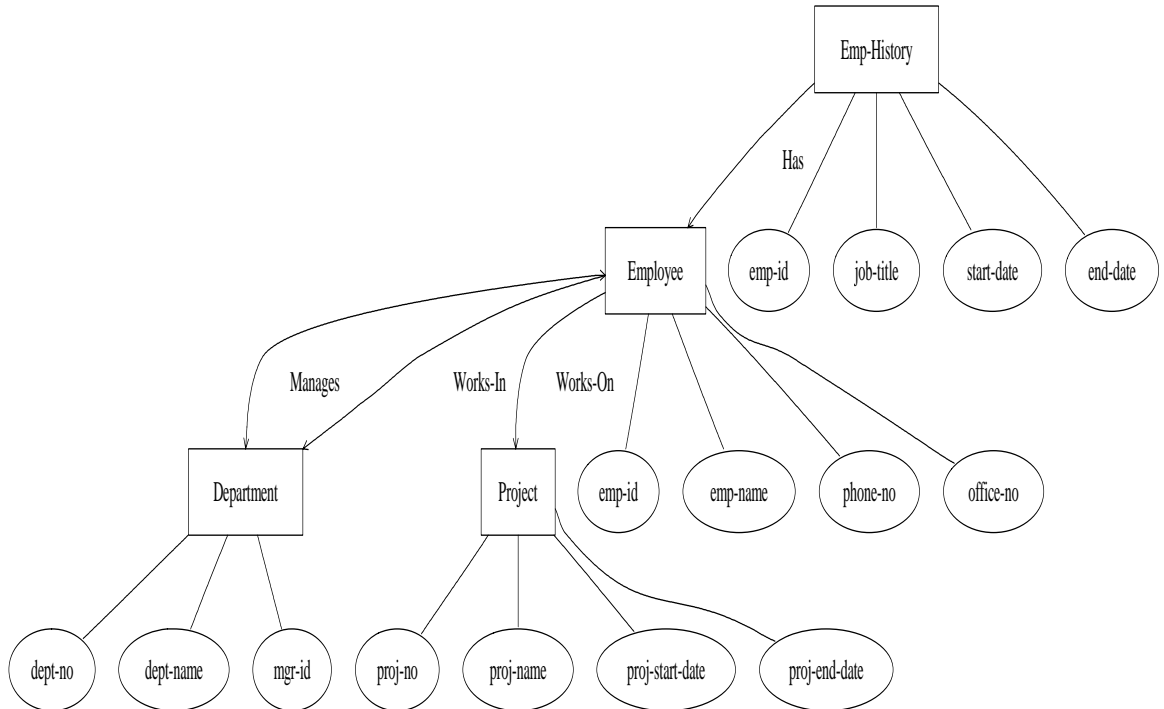 Emp-History
Has
Employee
emp-id
job-title
start-date
end-date
Manages
Works-In
Works-On
Department
Project
emp-id
emp-name
phone-no
office-no
dept-no
dept-name
mgr-id
proj-no
proj-name
proj-start-date
proj-end-date